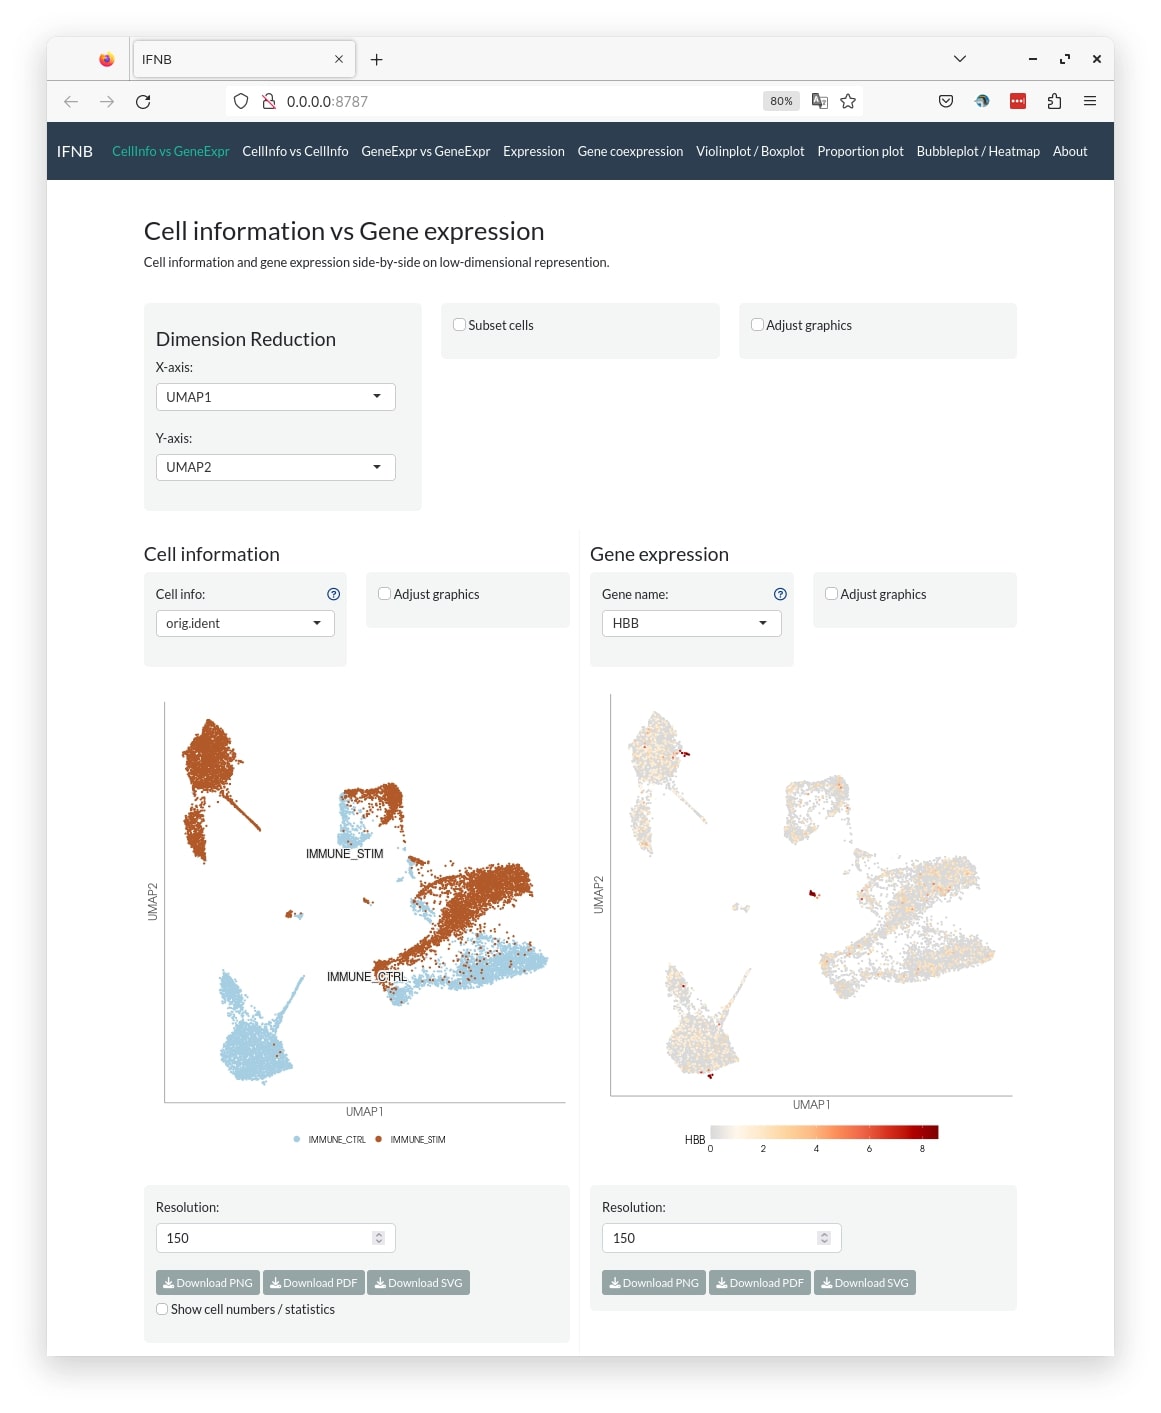 IFNB
0.0.0.0:8787
80%
IFNB CellInfo vs GeneExpr CellInfo vs CellInfo GeneExpr vs GeneExpr Expression Gene coexpression Violinplot / Boxplot Proportion plot Bubbleplot / Heatmap About
Cell information vs Gene expression
Cell information and gene expression side-by-side on low-dimensional represention.
Dimension Reduction
X-axis:
UMAP1
Y-axis:
UMAP2
Subset cells
Adjust graphics
Cell information
Cell info:
orig.ident
Adjust graphics
UMAP2
IMMUNE_STIM
IMMUNE_CTRL
UMAP1
IMMUNE_CTRL IMMUNE_STIM
Resolution:
150
Download PNG Download PDF Download SVG
Show cell numbers / statistics
Gene expression
Gene name:
HBB
Adjust graphics
UMAP2
UMAP1
HBB
0 2 4 6 8
Resolution:
150
Download PNG Download PDF Download SVG